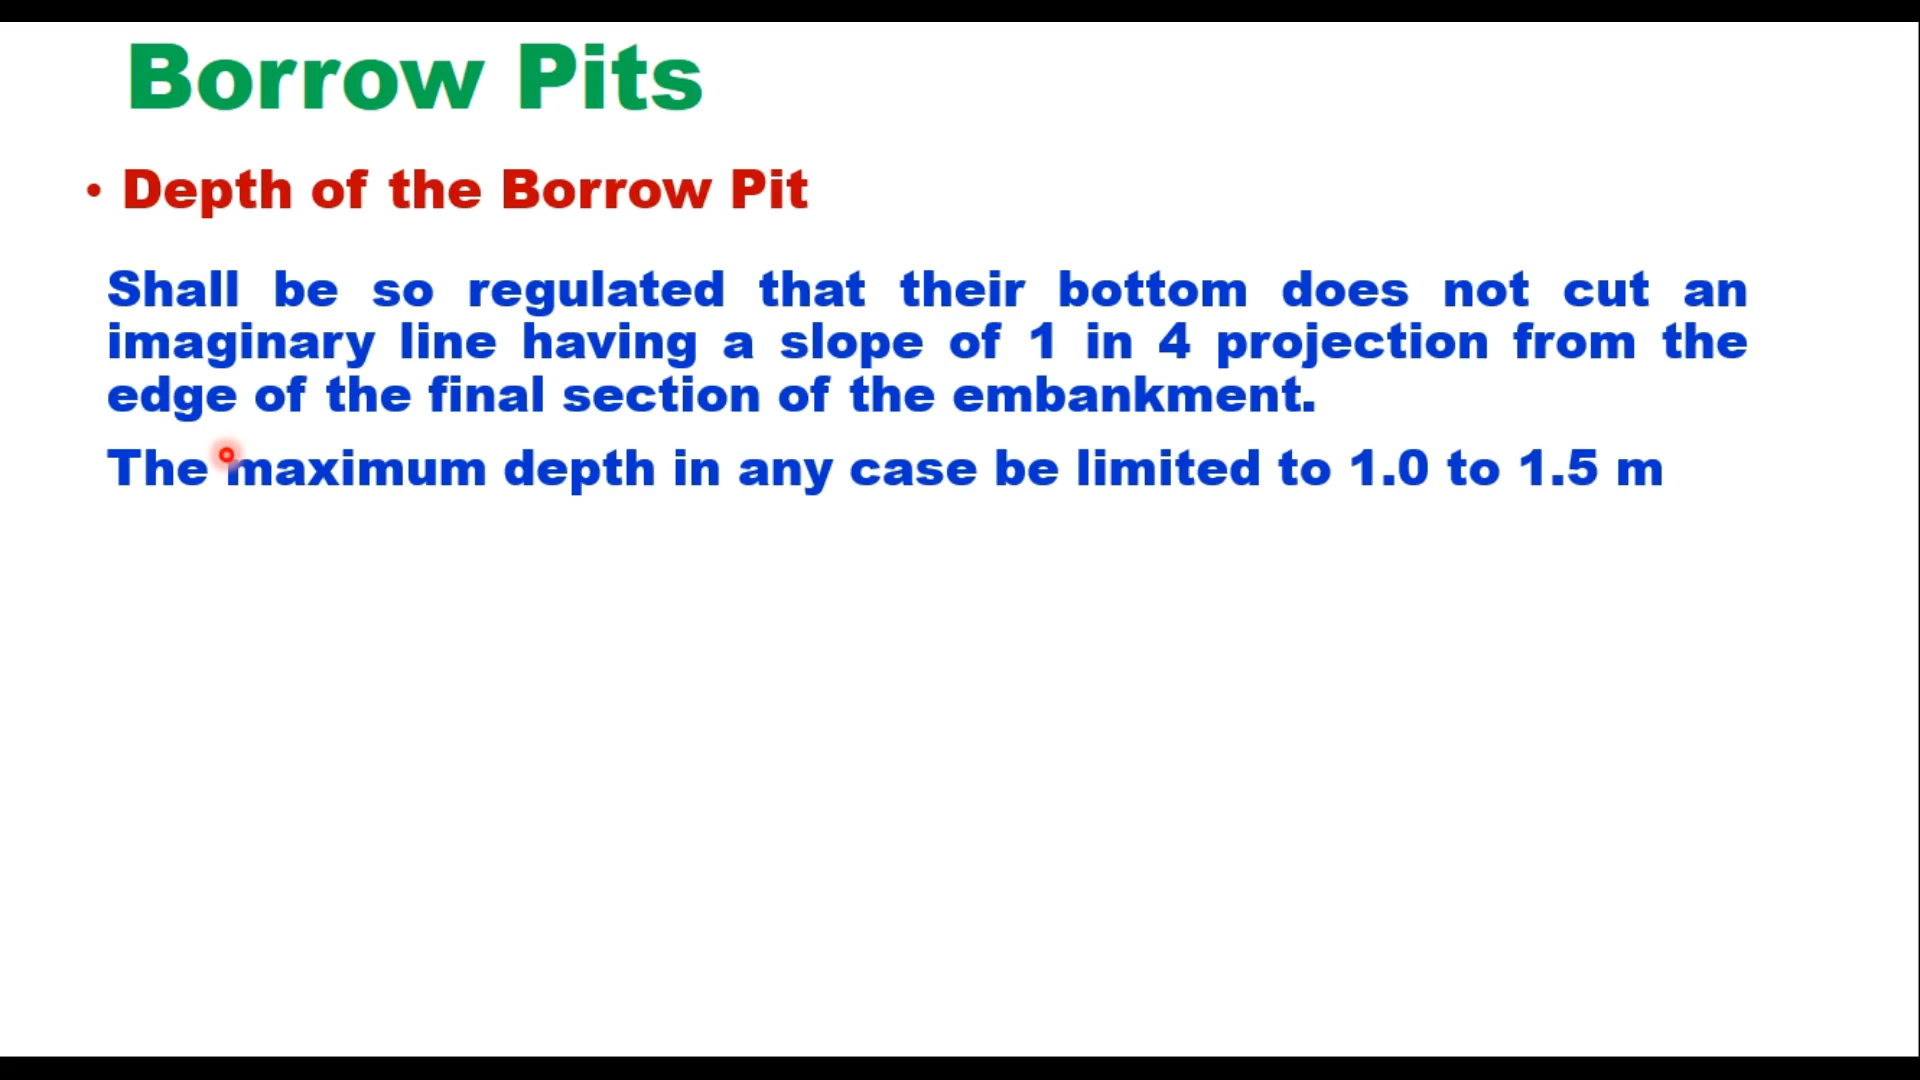 Borrow Pits
• Depth of the Borrow Pit
Shall be so regulated that their bottom does not cut an
imaginary line having a slope of 1 in 4 projection from the
edge of the final section of the embankment.
The maximum depth in any case be limited to 1.0 to 1.5 m